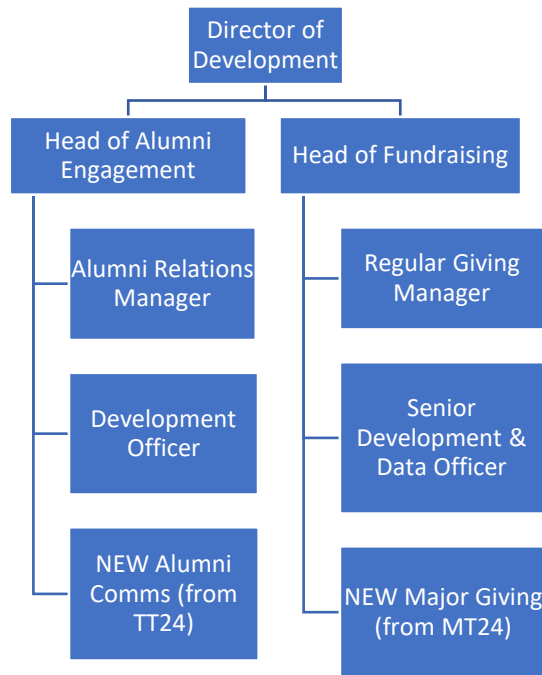 Director of
Development
Head of Alumni
Engagement
Head of Fundraising
Alumni Relations
Manager
Regular Giving
Manager
Development
Officer
Senior
Development &
Data Officer
NEW Alumni
Comms (from
TT24)
NEW Major Giving
(from MT24)